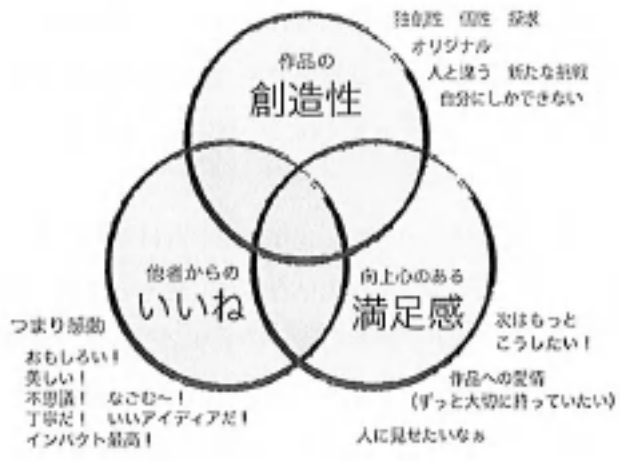 独創性 個性 探求
オリジナル
人と違う 新たな挑戦
自分にしかできない
作品の
創造性
他者からの
いいね
向上心のある
満足感
つまり感動
おもしろい!
美しい!
不思議! なごむ〜!
丁寧だ! いいアイディアだ!
インパクト最高!
次はもっと
こうしたい!
作品への愛情
(ずっと大切に持っていたい)
人に見せたいなぁ